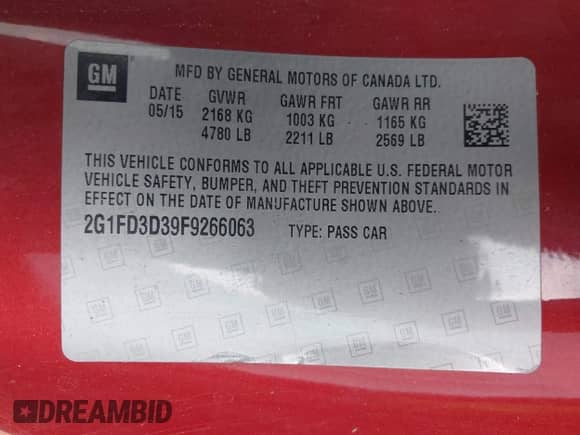 GM
MFD BY GENERAL MOTORS OF CANADA LTD.
DATE GVWR GAWR FRT GAWR RR
05/15 2168 KG 1003 KG 1165 KG
4780 LB 2211 LB 2569 LB
THIS VEHICLE CONFORMS TO ALL APPLICABLE U.S. FEDERAL MOTOR
VEHICLE SAFETY, BUMPER, AND THEFT PREVENTION STANDARDS IN
EFFECT ON THE DATE OF MANUFACTURE SHOWN ABOVE.
2G1FD3D39F9266063 TYPE: PASS CAR
DREAMBID